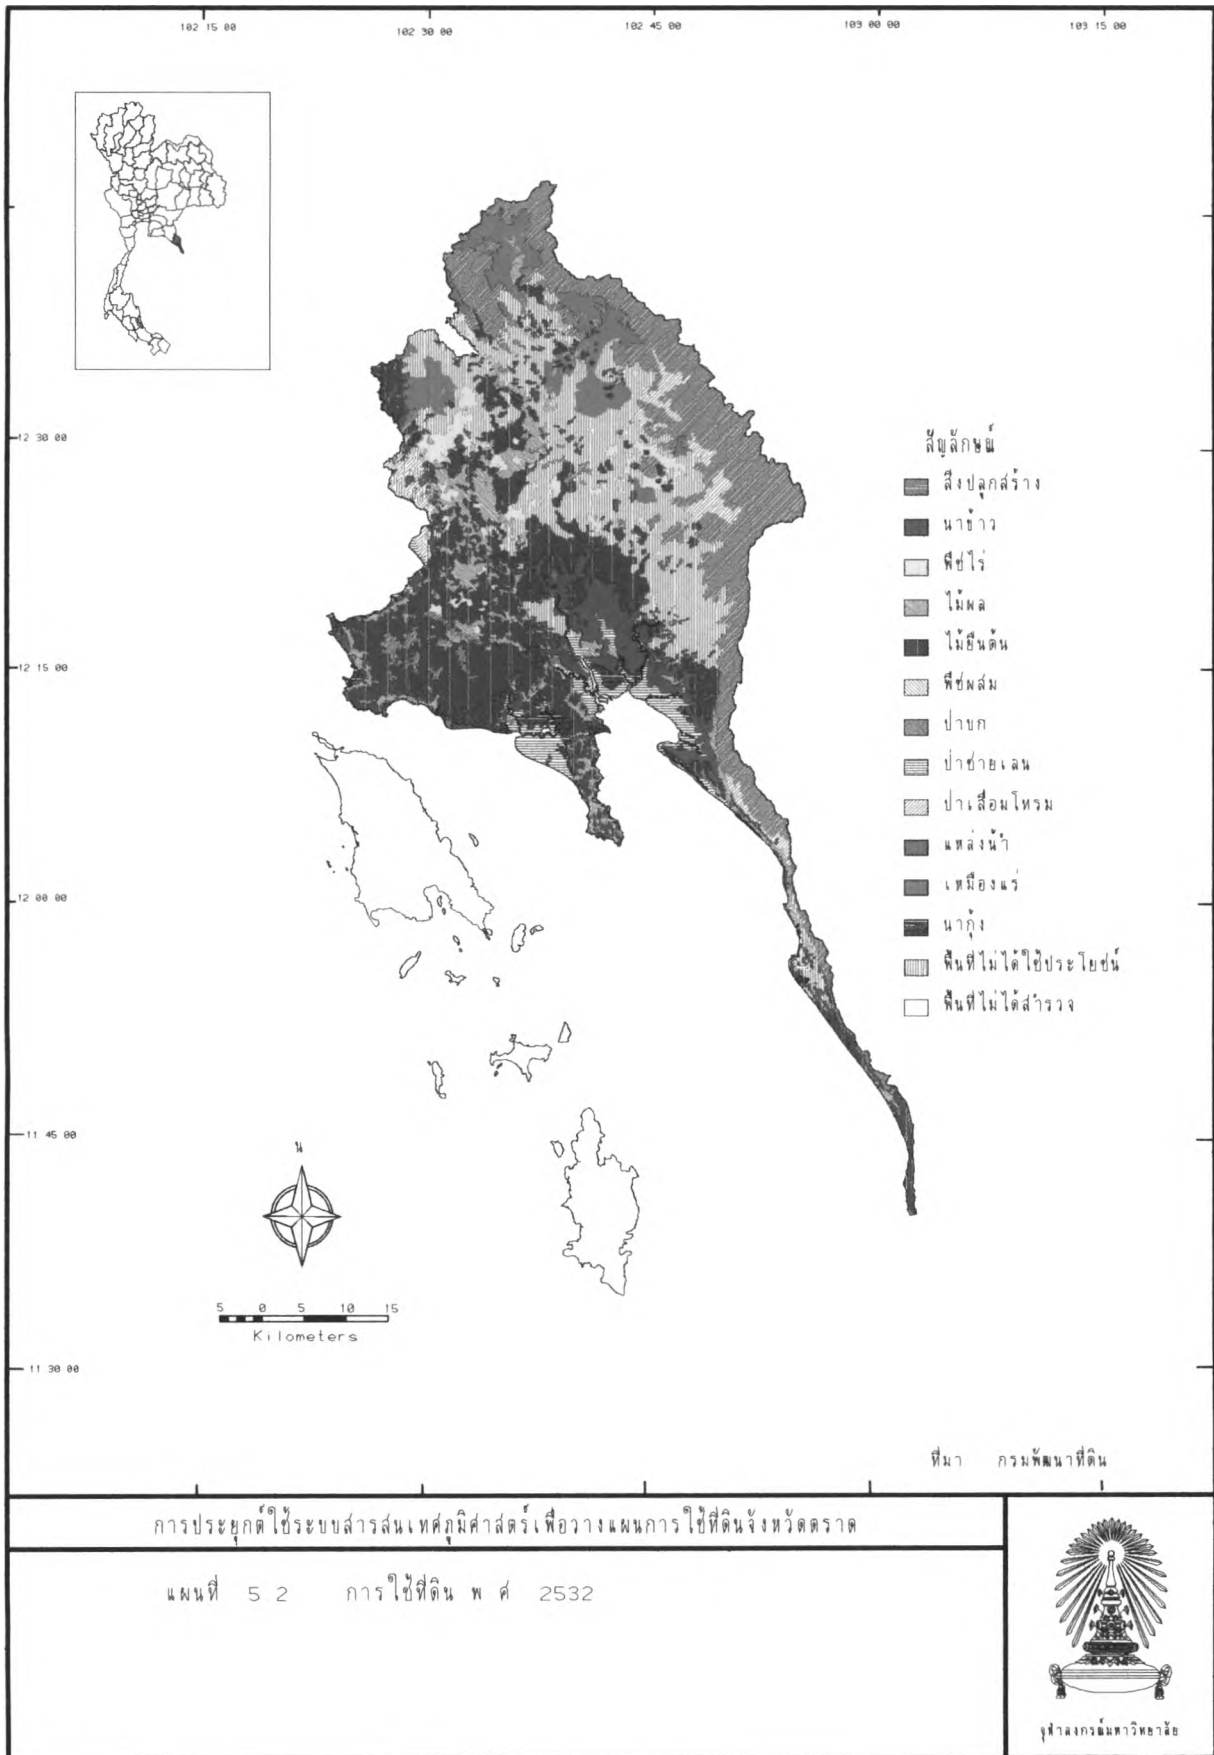 102 15 00
102 30 00
102 45 00
103 00 00
103 15 00
12 30 00
12 15 00
12 00 00
11 45 00
11 30 00
สัญลักษณ์
สิ่งปลูกสร้าง
นาข้าว
พืชไร่
ไม้ผล
ไม้ยืนต้น
พืชผสม
ป่าบก
ป่าชายเลน
ป่าเสื่อมโทรม
แหล่งน้ำ
เหมืองแร่
นากุ้ง
พื้นที่ไม่ได้ใช้ประโยชน์
พื้นที่ไม่ได้สำรวจ
น
5 0 5 10 15
Kilometers
ที่มา กรมพัฒนาที่ดิน
การประยุกต์ใช้ระบบสารสนเทศภูมิศาสตร์เพื่อวางแผนการใช้ที่ดินจังหวัดตราด
แผนที่ 5.2 การใช้ที่ดิน พ ศ 2532
จุฬาลงกรณ์มหาวิทยาลัย